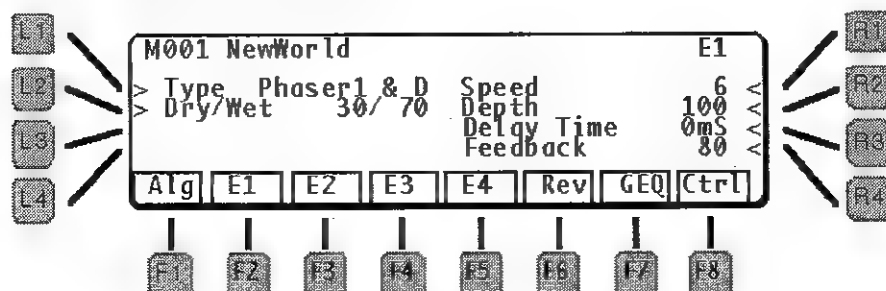 L1 R1
M001 NewWorld E1
L2 > Type Phaser1 & D Speed 6 < R2
> Dry/Wet 30/ 70 Depth 100 <
L3 Delay Time 0mS < R3
Feedback 80 <
L4 Alg E1 E2 E3 E4 Rev GEQ Ctrl R4
F1 F2 F3 F4 F5 F6 F7 F8